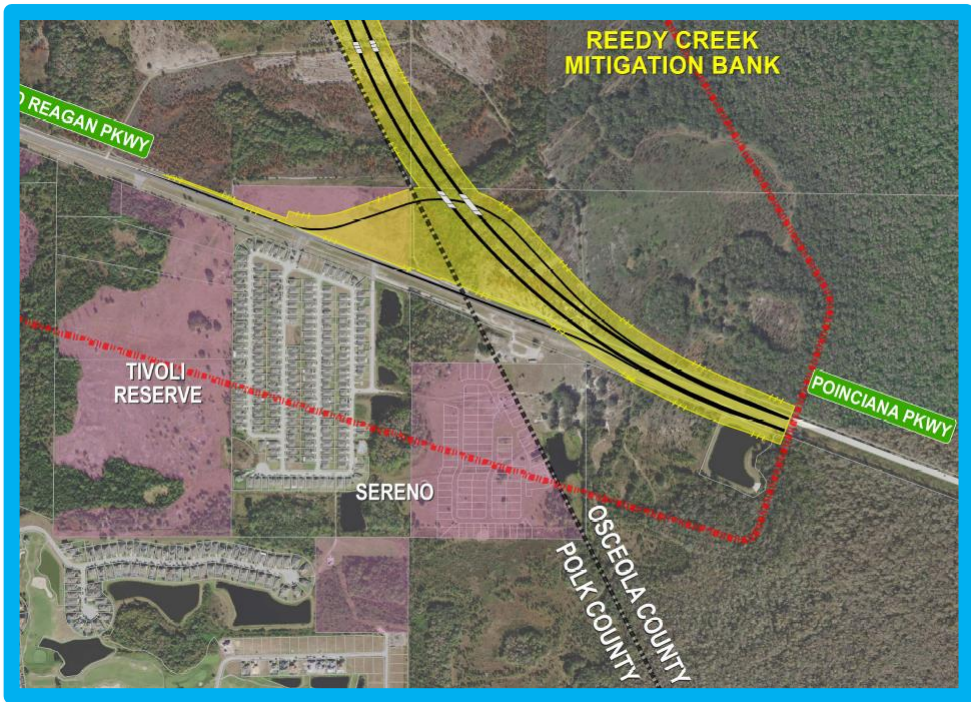 REEDY CREEK
MITIGATION BANK
REAGAN PKWY
POINCIANA PKWY
TIVOLI
RESERVE
SERENO
OSCEOLA COUNTY
POLK COUNTY